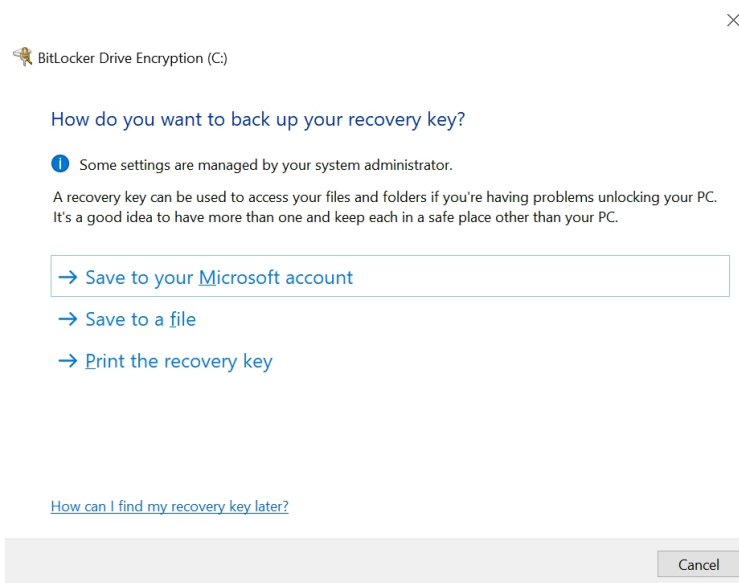 BitLocker Drive Encryption (C:)
How do you want to back up your recovery key?
Some settings are managed by your system administrator.
A recovery key can be used to access your files and folders if you're having problems unlocking your PC.
It's a good idea to have more than one and keep each in a safe place other than your PC.
Save to your Microsoft account
Save to a file
Print the recovery key
How can I find my recovery key later?
Cancel